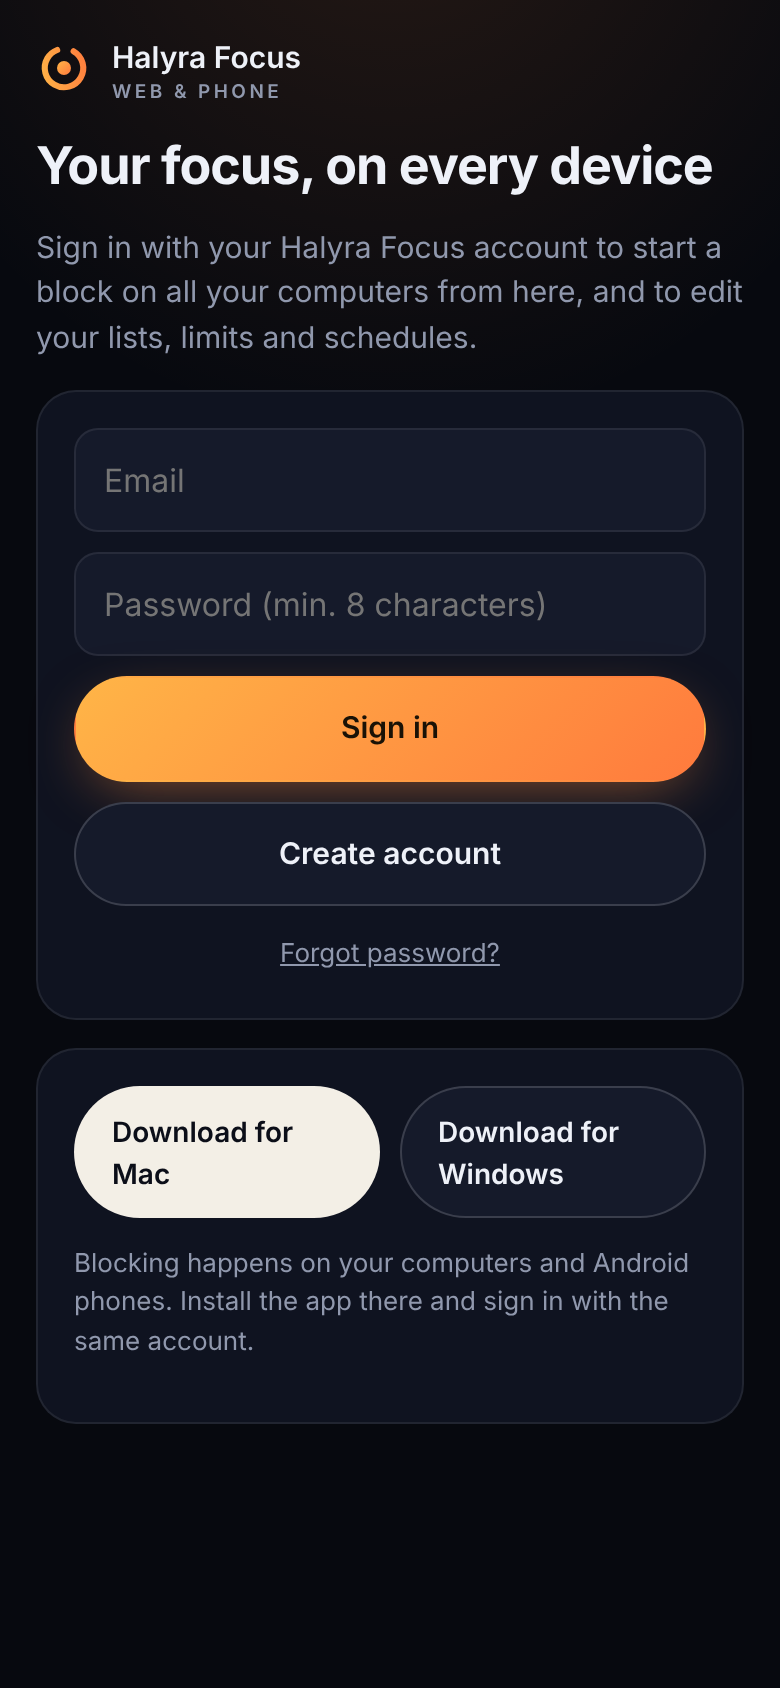 Halyra Focus
WEB & PHONE
Your focus, on every device
Sign in with your Halyra Focus account to start a
block on all your computers from here, and to edit
your lists, limits and schedules.
Email
Password (min. 8 characters)
Sign in
Create account
Forgot password?
Download for
Mac
Download for
Windows
Blocking happens on your computers and Android
phones. Install the app there and sign in with the
same account.